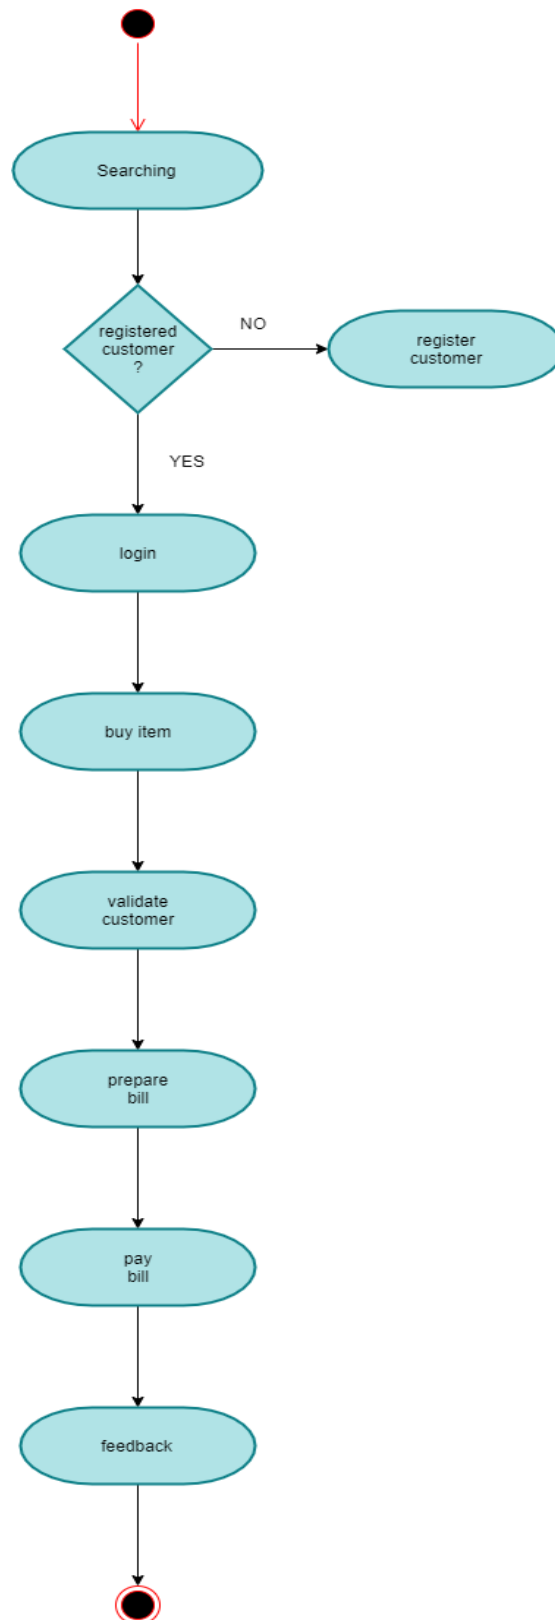 Searching
registered
customer
?
NO
register
customer
YES
login
buy item
validate
customer
prepare
bill
pay
bill
feedback